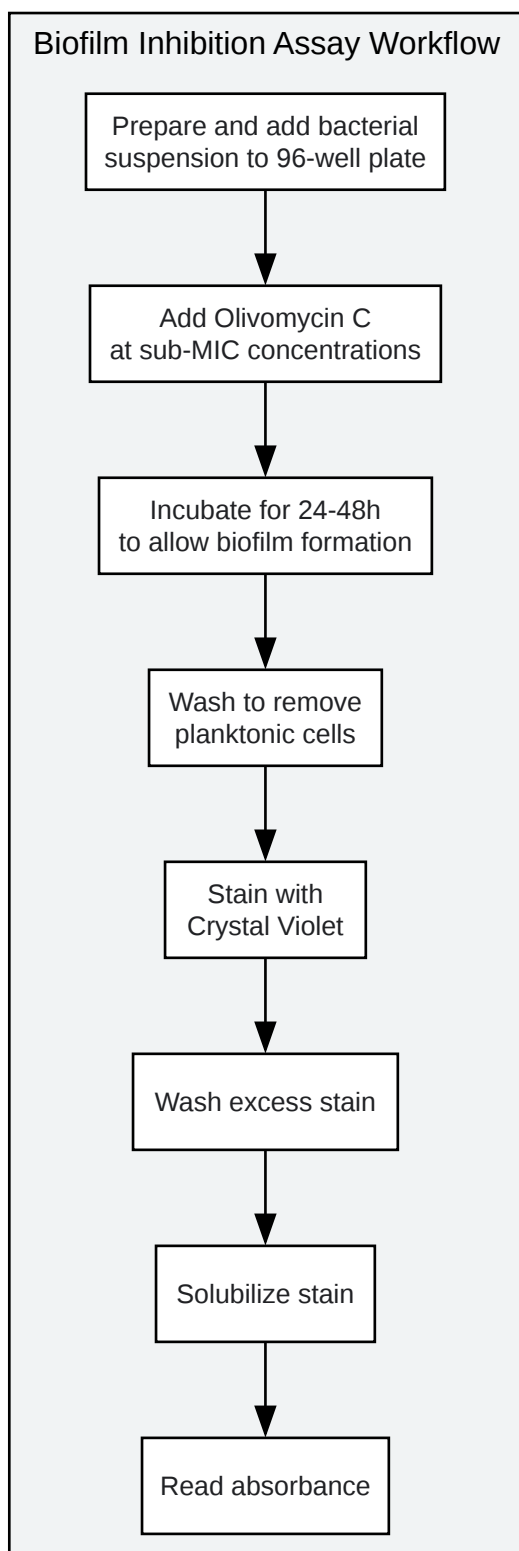 Biofilm Inhibition Assay Workflow
Prepare and add bacterial
suspension to 96-well plate
Add Olivomycin C
at sub-MIC concentrations
Incubate for 24-48h
to allow biofilm formation
Wash to remove
planktonic cells
Stain with
Crystal Violet
Wash excess stain
Solubilize stain
Read absorbance